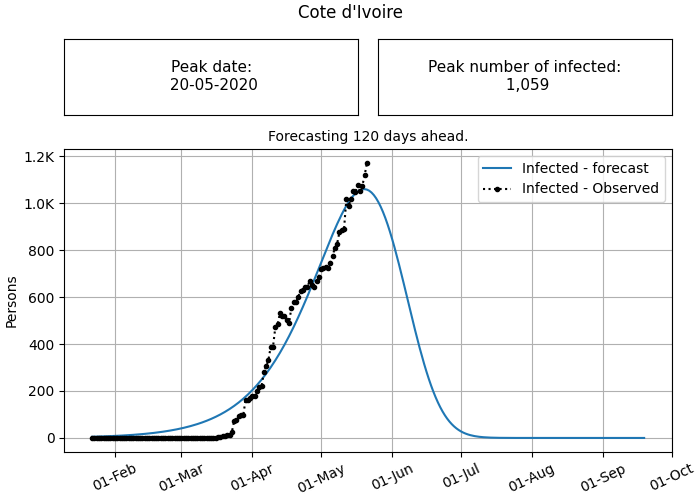 Cote d'Ivoire
Peak date:
20-05-2020
Peak number of infected:
1,059
Forecasting 120 days ahead.
1.2K
1.0K
800
600
400
200
0
Persons
Infected - forecast
Infected - Observed
01-Feb
01-Mar
01-Apr
01-May
01-Jun
01-Jul
01-Aug
01-Sep
01-Oct